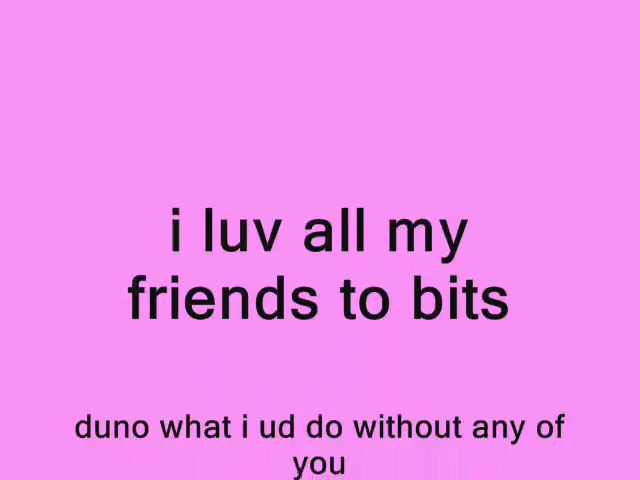 i luv all my
friends to bits
duno what i ud do without any of
you